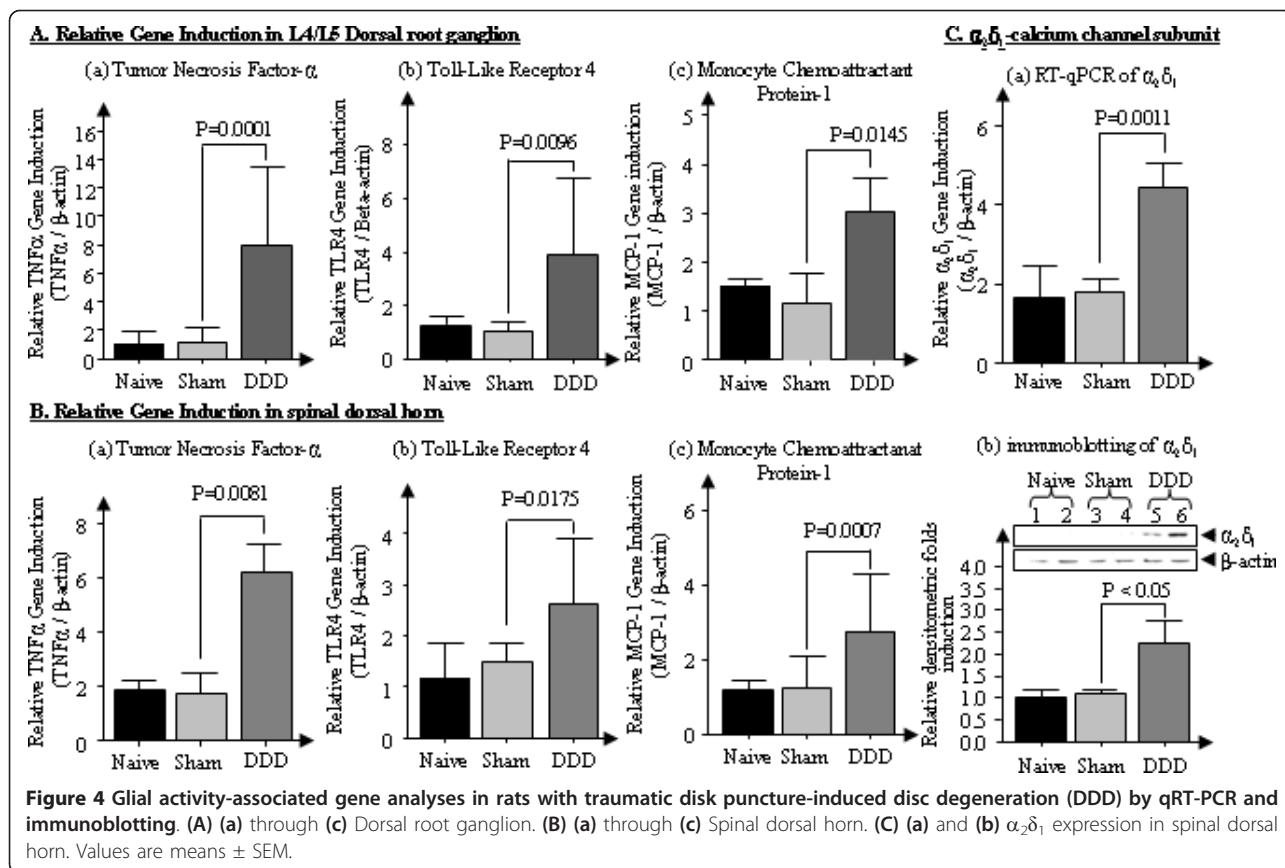 A. Relative Gene Induction in L4/L5 Dorsal root ganglion
C. α₂δ₁-calcium channel subunit
(a) Tumor Necrosis Factor-α
Relative TNFα Gene Induction
(TNFα / β-actin)
16
14
12
10
8
6
4
2
0
P=0.0001
Naive Sham DDD
(b) Toll-Like Receptor 4
Relative TLR4 Gene Induction
(TLR4 / Beta-actin)
8
6
4
2
0
P=0.0096
Naive Sham DDD
(c) Monocyte Chemoattractant
Protein-1
Relative MCP-1 Gene induction
(MCP-1 / β-actin)
5
4
3
2
1
0
P=0.0145
Naive Sham DDD
(a) RT-qPCR of α₂δ₁
Relative α₂δ₁ Gene Induction
(α₂δ₁ / β-actin)
6
4
2
0
P=0.0011
Naive Sham DDD
B. Relative Gene Induction in spinal dorsal horn
(a) Tumor Necrosis Factor-α
Relative TNFα Gene Induction
(TNFα / β-actin)
8
6
4
2
0
P=0.0081
Naive Sham DDD
(b) Toll-Like Receptor 4
Relative TLR4 Gene Induction
(TLR4 / β-actin)
4
3
2
1
0
P=0.0175
Naive Sham DDD
(c) Monocyte Chemoattractanat
Protein-1
Relative MCP-1 Gene Induction
(MCP-1 / β-actin)
6
4
2
0
P=0.0007
Naive Sham DDD
(b) immunoblotting of α₂δ₁
Naive Sham DDD
1 2 3 4 5 6
α₂δ₁
β-actin
Relative densitometric folds
induction
4.0
3.5
3.0
2.5
2.0
1.5
1.0
0.5
0.0
P < 0.05
Naive Sham DDD
Figure 4 Glial activity-associated gene analyses in rats with traumatic disk puncture-induced disc degeneration (DDD) by qRT-PCR and
immunoblotting. (A) (a) through (c) Dorsal root ganglion. (B) (a) through (c) Spinal dorsal horn. (C) (a) and (b) α₂δ₁ expression in spinal dorsal
horn. Values are means ± SEM.